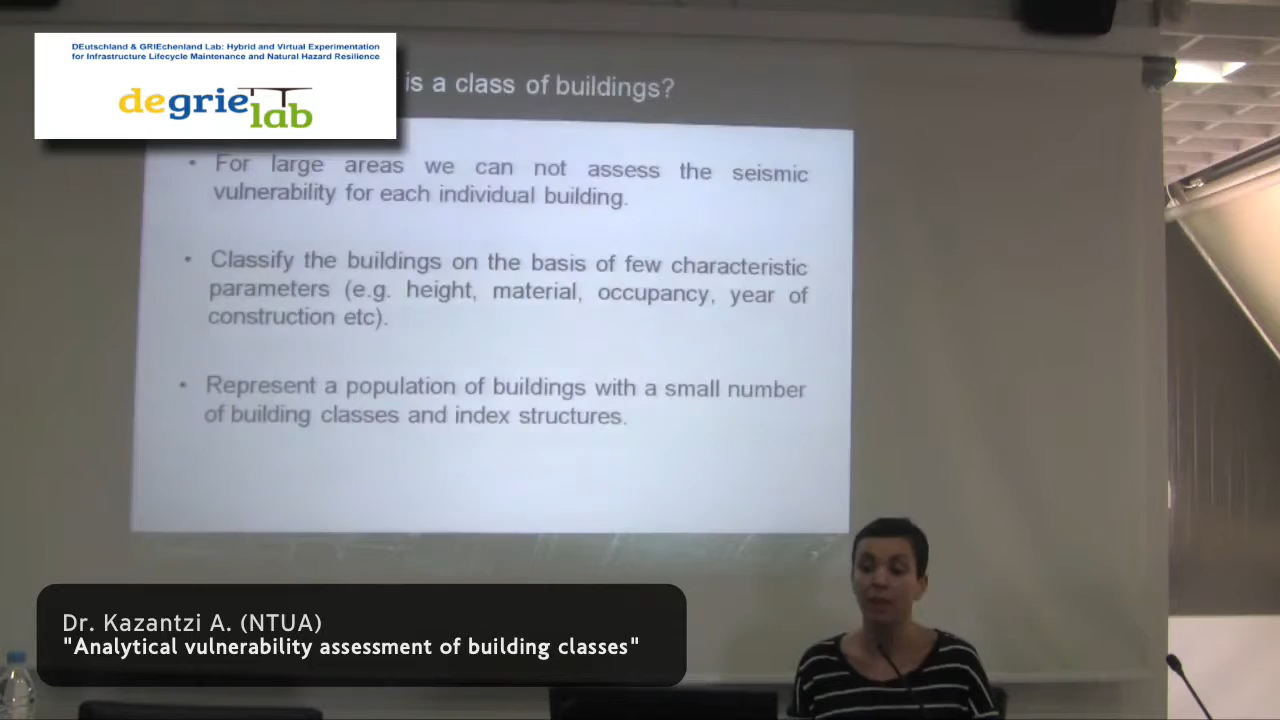 DEutschland & GRIEchenland Lab: Hybrid and Virtual Experimentation
for Infrastructure Lifecycle Maintenance and Natural Hazard Resilience
degrielab
is a class of buildings?
• For large areas we can not assess the seismic
vulnerability for each individual building.
• Classify the buildings on the basis of few characteristic
parameters (e.g. height, material, occupancy, year of
construction etc).
• Represent a population of buildings with a small number
of building classes and index structures.
Dr. Kazantzi A. (NTUA)
"Analytical vulnerability assessment of building classes"